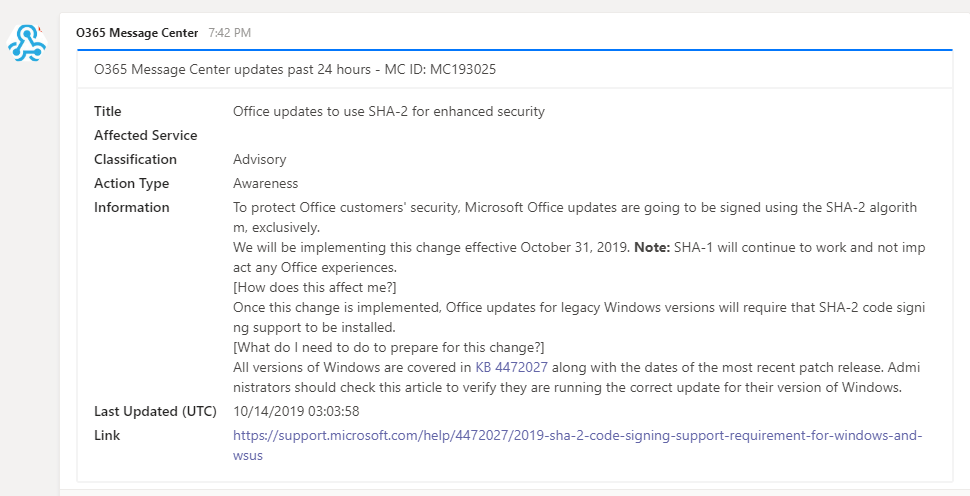 O365 Message Center 7:42 PM
O365 Message Center updates past 24 hours - MC ID: MC193025
Title Office updates to use SHA-2 for enhanced security
Affected Service
Classification Advisory
Action Type Awareness
Information To protect Office customers' security, Microsoft Office updates are going to be signed using the SHA-2 algorith
m, exclusively.
We will be implementing this change effective October 31, 2019. Note: SHA-1 will continue to work and not imp
act any Office experiences.
[How does this affect me?]
Once this change is implemented, Office updates for legacy Windows versions will require that SHA-2 code signi
ng support to be installed.
[What do I need to do to prepare for this change?]
All versions of Windows are covered in KB 4472027 along with the dates of the most recent patch release. Admi
nistrators should check this article to verify they are running the correct update for their version of Windows.
Last Updated (UTC) 10/14/2019 03:03:58
Link https://support.microsoft.com/help/4472027/2019-sha-2-code-signing-support-requirement-for-windows-and-
wsus